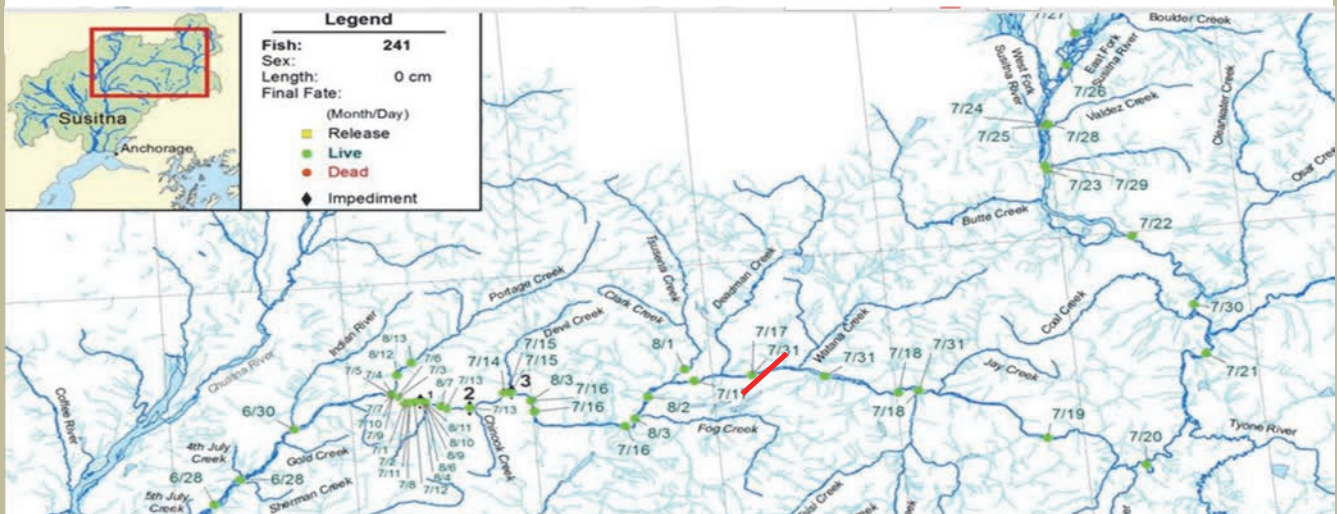 Susitna
Anchorage
Legend
Fish: 241
Sex:
Length: 0 cm
Final Fate:
(Month/Day)
Release
Live
Dead
Impediment
7/27
Boulder Creek
East Fork
Susitna River
West Fork
Susitna River
7/26
Valdez Creek
Clearwater Creek
7/24
7/25
7/28
7/23
7/29
Butte Creek
7/22
7/30
7/21
Tyone River
7/20
7/19
Coal Creek
Jay Creek
7/31
7/18
7/18
7/31
Watana Creek
7/31
7/17
Deadman Creek
Tsusena Creek
8/1
8/2
8/3
Fog Creek
7/16
7/16
7/16
8/3
Clark Creek
Devil Creek
7/15
7/15
7/14
3
7/13
2
7/13
Chinook Creek
Portage Creek
Indian River
8/13
8/12
7/6
7/5
7/4
7/3
8/7
1
7/7
7/10
7/9
7/1
7/2
7/11
7/8
7/12
8/4
8/6
8/9
8/10
8/11
6/30
Gold Creek
4th July
Creek
6/28
6/28
Sherman Creek
5th July
Creek
Chulitna River
Coffee River